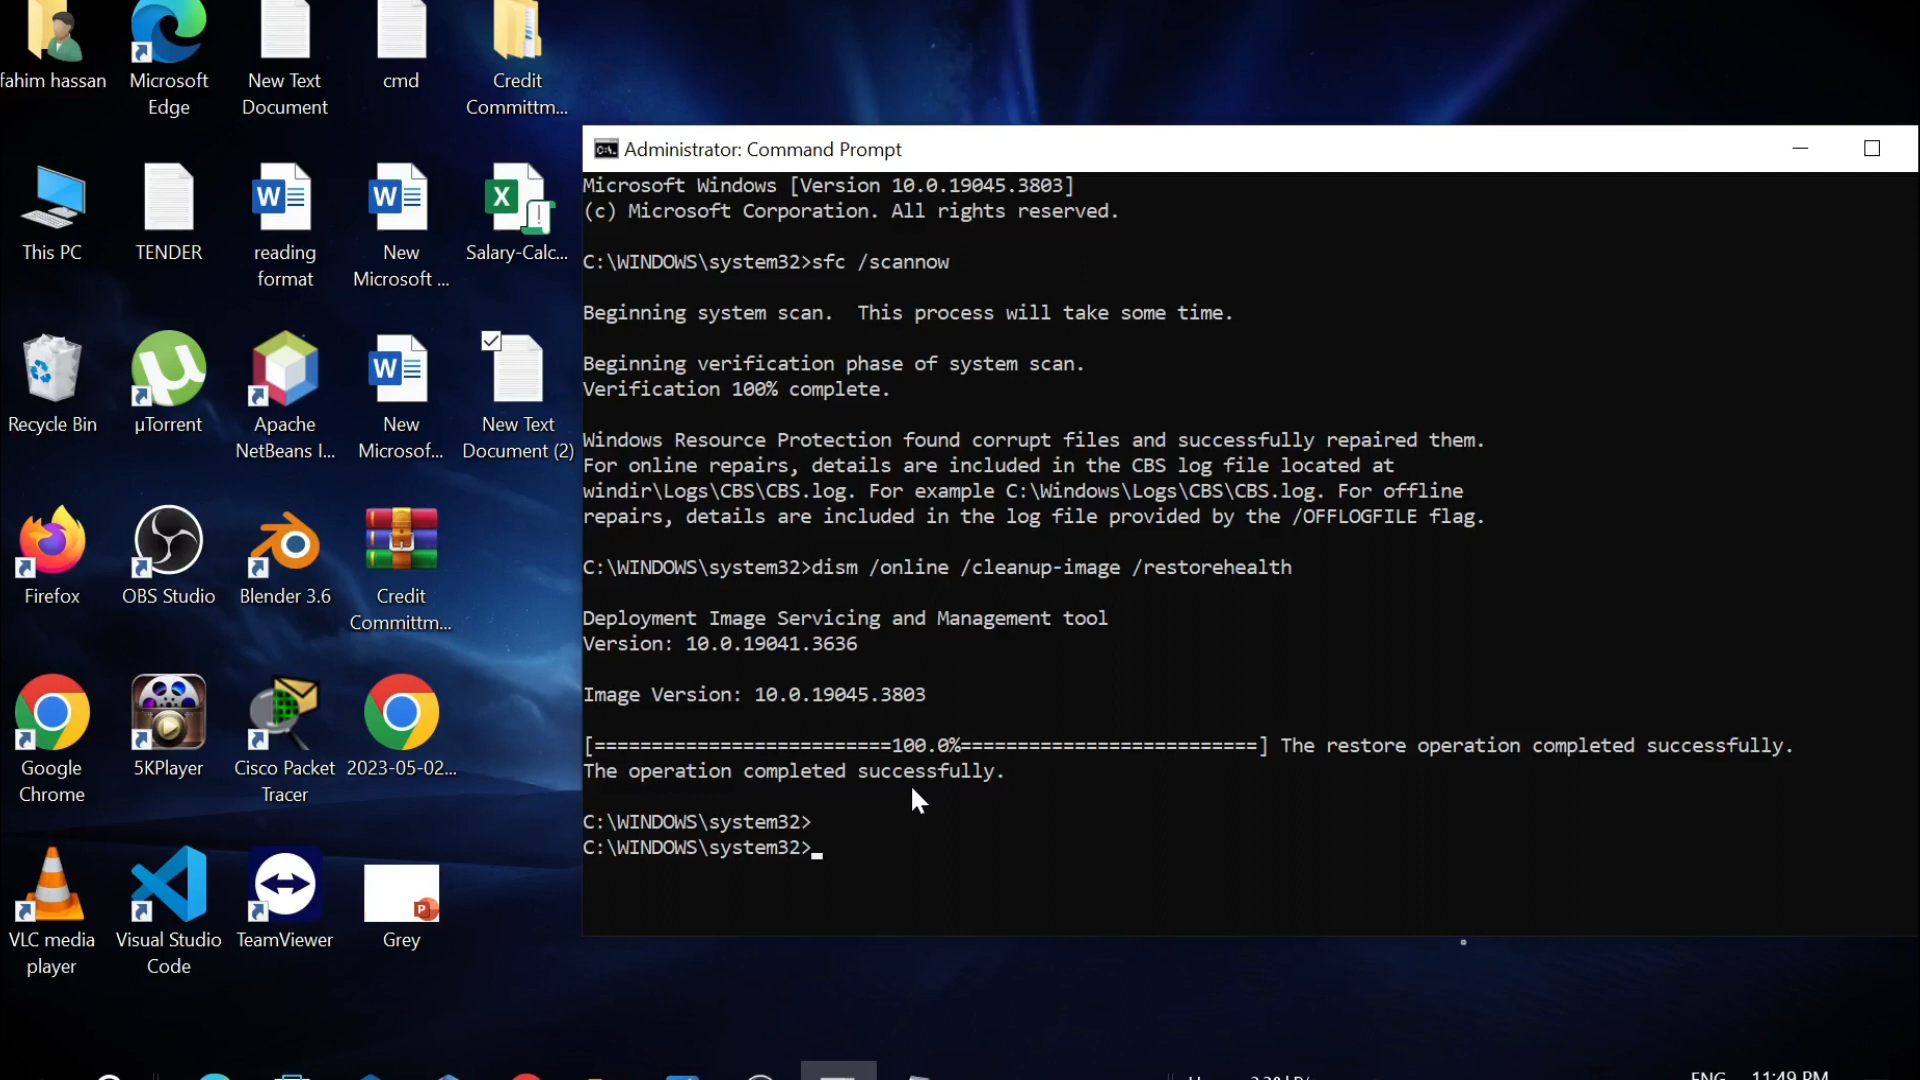 fahim hassan
Microsoft
Edge
New Text
Document
cmd
Credit
Committm...
This PC
TENDER
reading
format
New
Microsoft ...
Salary-Calc...
Recycle Bin
µTorrent
Apache
NetBeans I...
New
Microsof...
New Text
Document (2)
Firefox
OBS Studio
Blender 3.6
Credit
Committm...
Google
Chrome
5KPlayer
Cisco Packet
Tracer
2023-05-02...
VLC media
player
Visual Studio
Code
TeamViewer
Grey
Administrator: Command Prompt
Microsoft Windows [Version 10.0.19045.3803]
(c) Microsoft Corporation. All rights reserved.
C:\WINDOWS\system32>sfc /scannow
Beginning system scan.  This process will take some time.
Beginning verification phase of system scan.
Verification 100% complete.
Windows Resource Protection found corrupt files and successfully repaired them.
For online repairs, details are included in the CBS log file located at
windir\Logs\CBS\CBS.log. For example C:\Windows\Logs\CBS\CBS.log. For offline
repairs, details are included in the log file provided by the /OFFLOGFILE flag.
C:\WINDOWS\system32>dism /online /cleanup-image /restorehealth
Deployment Image Servicing and Management tool
Version: 10.0.19041.3636
Image Version: 10.0.19045.3803
[==========================100.0%==========================] The restore operation completed successfully.
The operation completed successfully.
C:\WINDOWS\system32>
C:\WINDOWS\system32>
ENG
11:49 PM